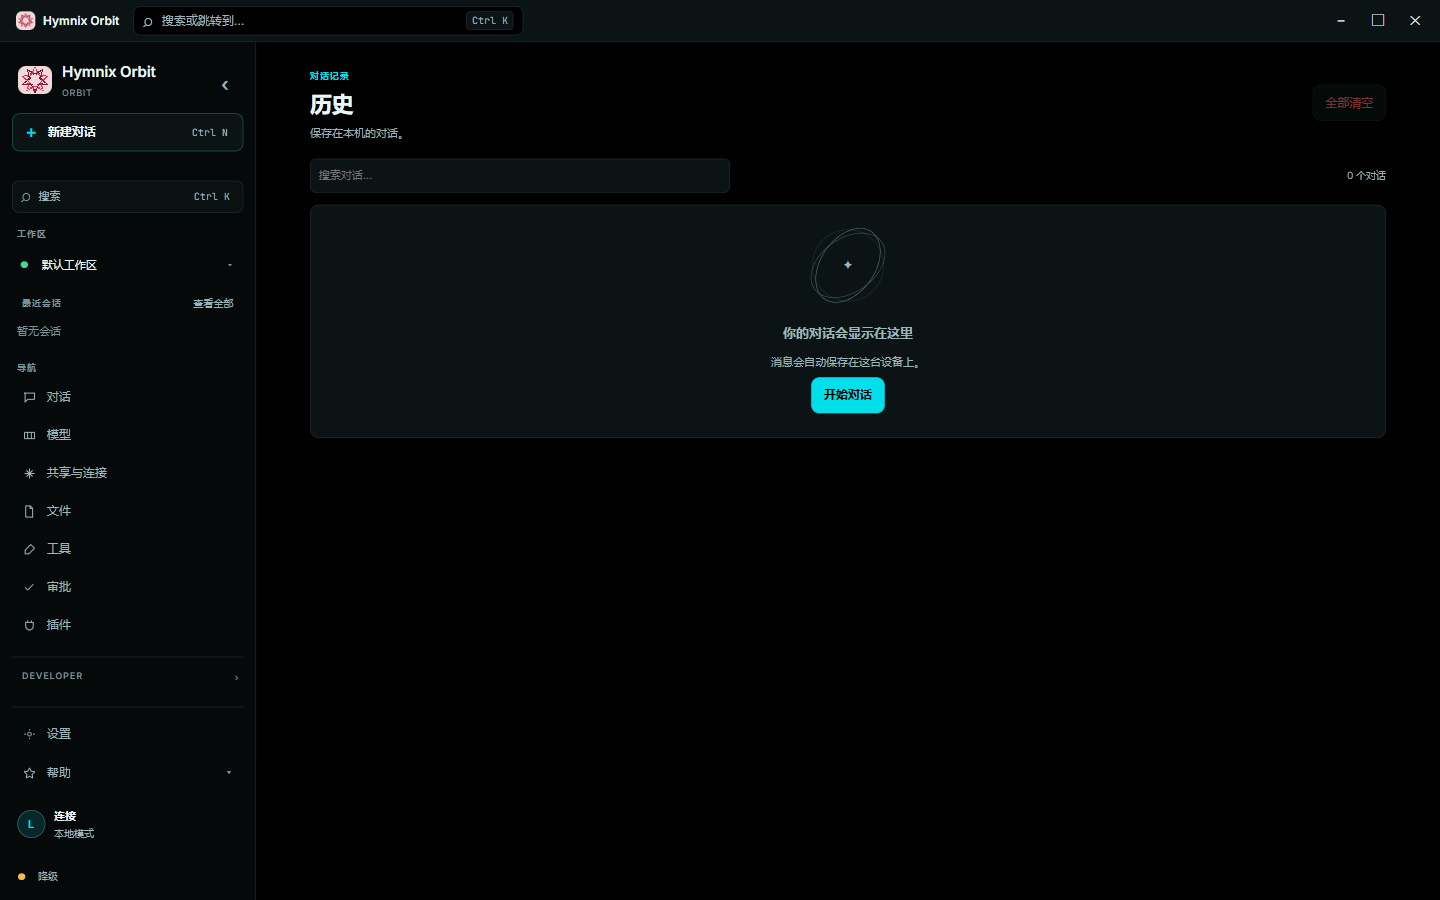 Hymnix Orbit
搜索或跳转到...
Ctrl K
Hymnix Orbit
ORBIT
新建对话
Ctrl N
搜索
Ctrl K
工作区
默认工作区
最近会话
查看全部
暂无会话
导航
对话
模型
共享与连接
文件
工具
审批
插件
DEVELOPER
设置
帮助
L
连接
本地模式
降级
对话记录
历史
保存在本机的对话。
全部清空
搜索对话...
0 个对话
你的对话会显示在这里
消息会自动保存在这台设备上。
开始对话